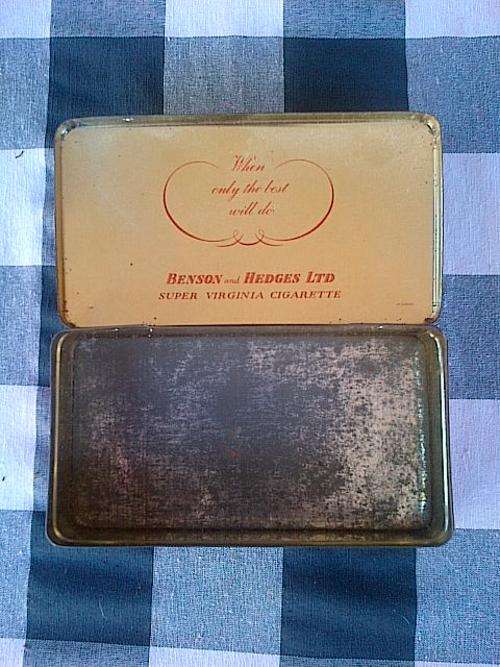 When
only the best
will do
BENSON and HEDGES LTD
SUPER VIRGINIA CIGARETTE